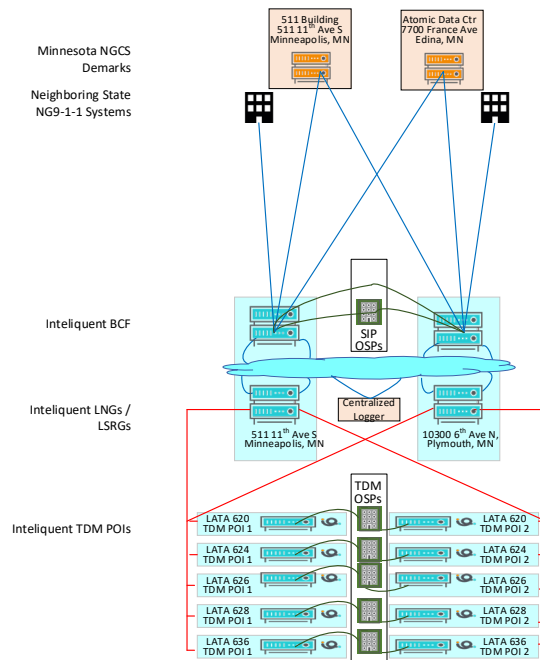 Minnesota NGCS
Demarks
511 Building
511 11th Ave S
Minneapolis, MN
Atomic Data Ctr
7700 France Ave
Edina, MN
Neighboring State
NG9-1-1 Systems
Inteliquent BCF
SIP
OSPs
Inteliquent LNGs /
LSRGs
511 11th Ave S
Minneapolis, MN
Centralized
Logger
10300 6th Ave N,
Plymouth, MN
Inteliquent TDM POIs
TDM
OSPs
LATA 620
TDM POI 1
LATA 620
TDM POI 2
LATA 624
TDM POI 1
LATA 624
TDM POI 2
LATA 626
TDM POI 1
LATA 626
TDM POI 2
LATA 628
TDM POI 1
LATA 628
TDM POI 2
LATA 636
TDM POI 1
LATA 636
TDM POI 2